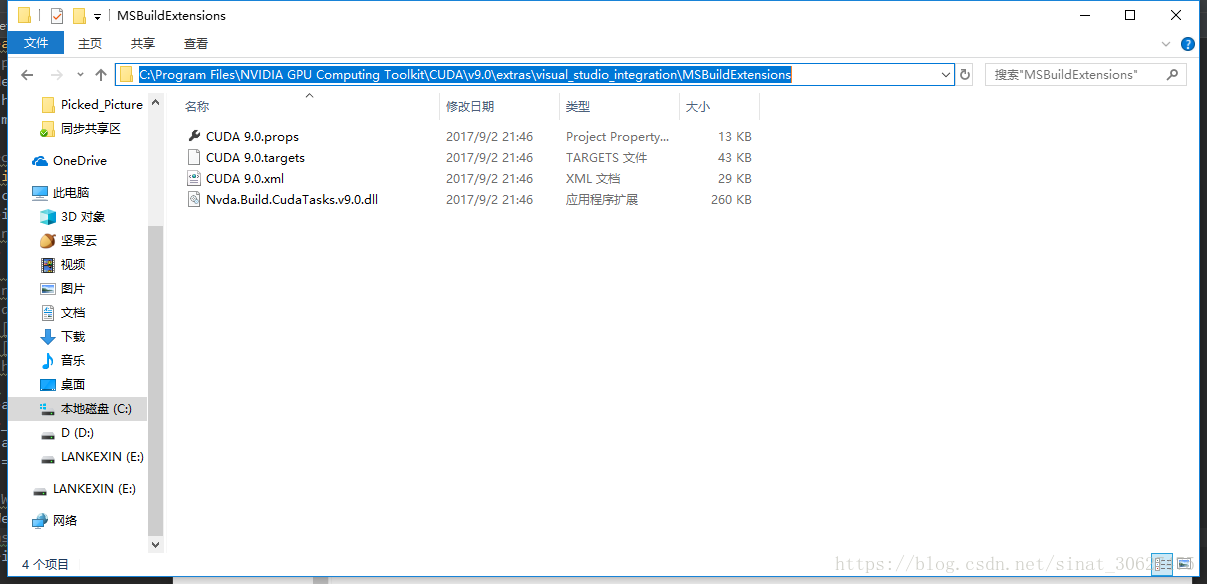 MSBuildExtensions
文件 主页 共享 查看
C:\Program Files\NVIDIA GPU Computing Toolkit\CUDA\v9.0\extras\visual_studio_integration\MSBuildExtensions
搜索"MSBuildExtensions"
名称 修改日期 类型 大小
CUDA 9.0.props 2017/9/2 21:46 Project Property... 13 KB
CUDA 9.0.targets 2017/9/2 21:46 TARGETS 文件 43 KB
CUDA 9.0.xml 2017/9/2 21:46 XML 文档 29 KB
Nvda.Build.CudaTasks.v9.0.dll 2017/9/2 21:46 应用程序扩展 260 KB
Picked_Picture
同步共享区
OneDrive
此电脑
3D 对象
坚果云
视频
图片
文档
下载
音乐
桌面
本地磁盘 (C:)
D (D:)
LANKEXIN (E:)
LANKEXIN (E:)
网络
4 个项目